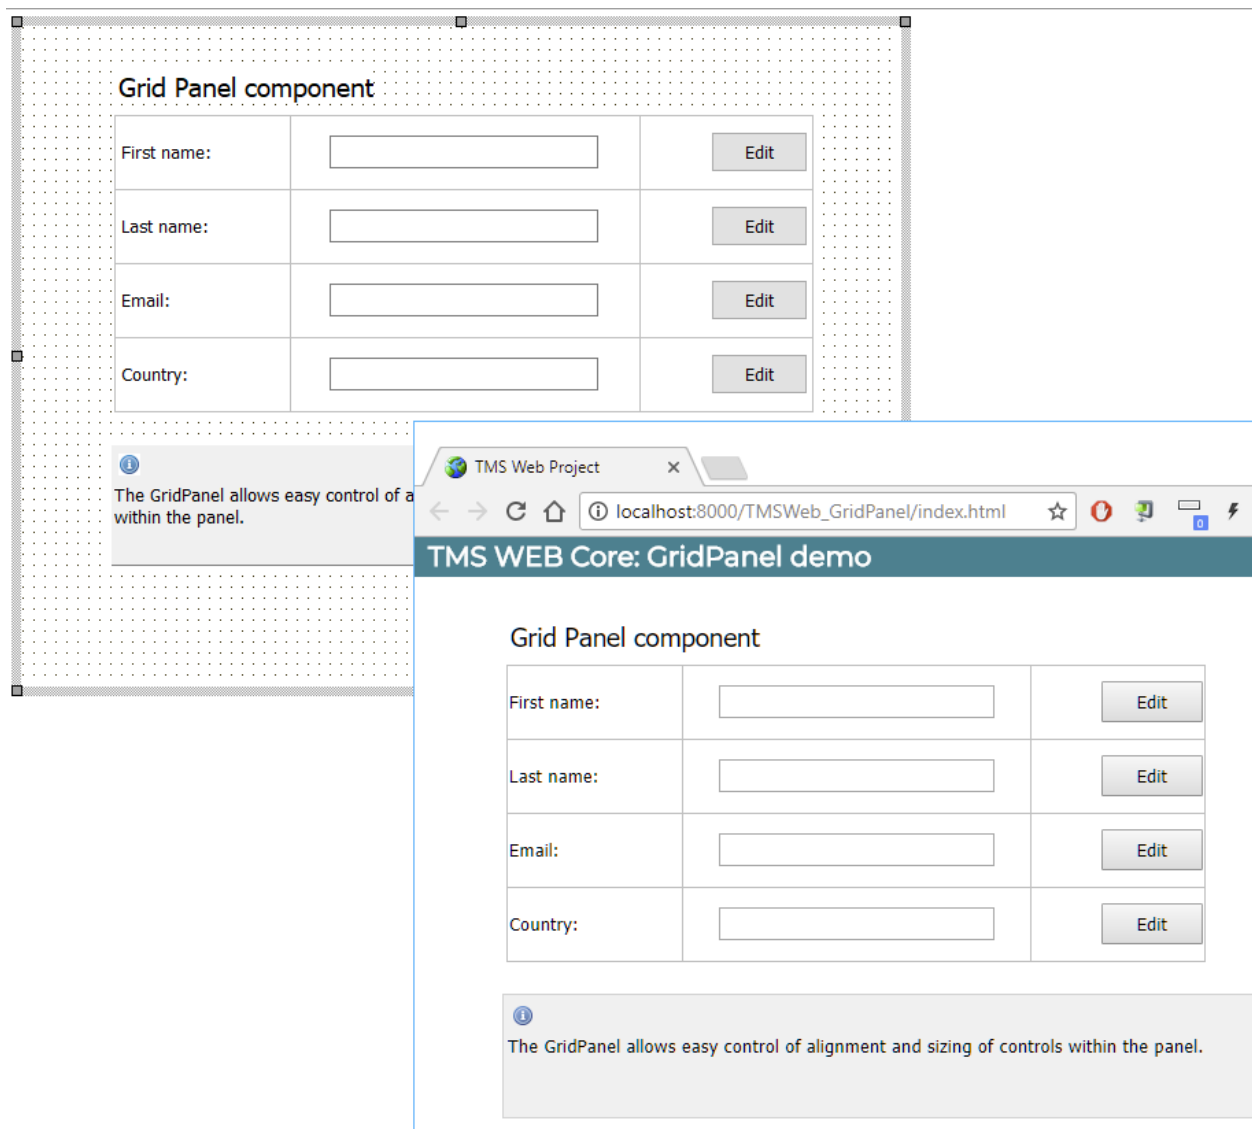 Grid Panel component
First name:
Edit
Last name:
Edit
Email:
Edit
Country:
Edit
The GridPanel allows easy control of a
within the panel.
TMS Web Project
localhost:8000/TMSWeb_GridPanel/index.html
0
TMS WEB Core: GridPanel demo
Grid Panel component
First name:
Edit
Last name:
Edit
Email:
Edit
Country:
Edit
The GridPanel allows easy control of alignment and sizing of controls within the panel.